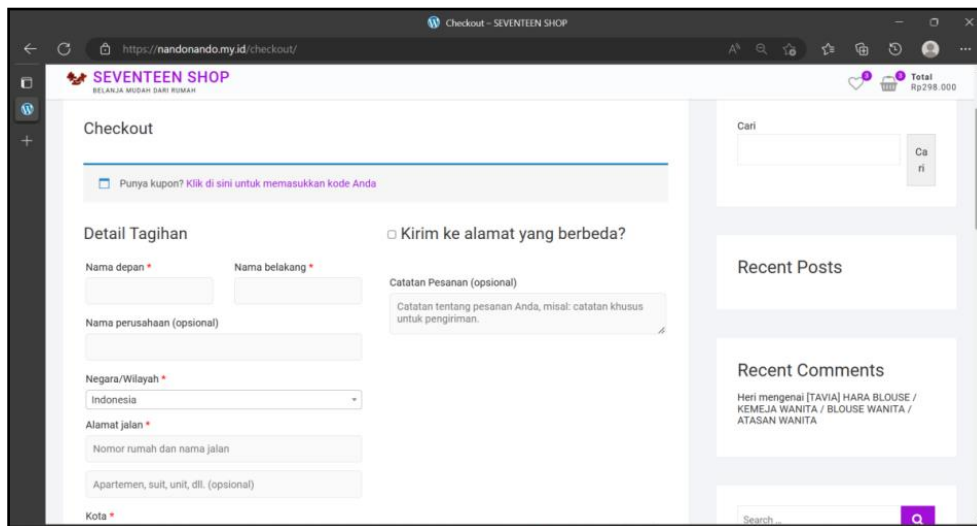 Checkout – SEVENTEEN SHOP
https://nandonando.my.id/checkout/
SEVENTEEN SHOP
BELANJA MUDAH DARI RUMAH
Total
Rp298.000
Checkout
Punya kupon? Klik di sini untuk memasukkan kode Anda
Detail Tagihan
Nama depan *
Nama belakang *
Nama perusahaan (opsional)
Negara/Wilayah *
Indonesia
Alamat jalan *
Nomor rumah dan nama jalan
Apartemen, suit, unit, dll. (opsional)
Kota *
Kirim ke alamat yang berbeda?
Catatan Pesanan (opsional)
Catatan tentang pesanan Anda, misal: catatan khusus
untuk pengiriman.
Cari
Ca
ri
Recent Posts
Recent Comments
Heri mengenai [TAVIA] HARA BLOUSE /
KEMEJA WANITA / BLOUSE WANITA /
ATASAN WANITA
Search ..